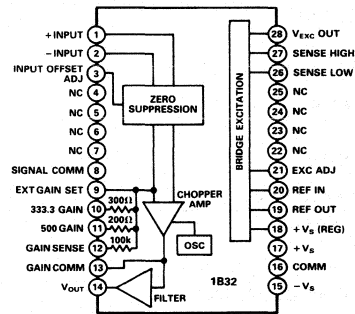 + INPUT 1
− INPUT 2
INPUT OFFSET
ADJ 3
NC 4
NC 5
NC 6
NC 7
SIGNAL COMM 8
EXT GAIN SET 9
333.3 GAIN 10
500 GAIN 11
GAIN SENSE 12
GAIN COMM 13
VOUT 14
ZERO
SUPPRESSION
300Ω
200Ω
100k
CHOPPER
AMP
OSC
FILTER
1B32
BRIDGE EXCITATION
28 VEXC OUT
27 SENSE HIGH
26 SENSE LOW
25 NC
24 NC
23 NC
22 NC
21 EXC ADJ
20 REF IN
19 REF OUT
18 + VS (REG)
17 + VS
16 COMM
15 − VS